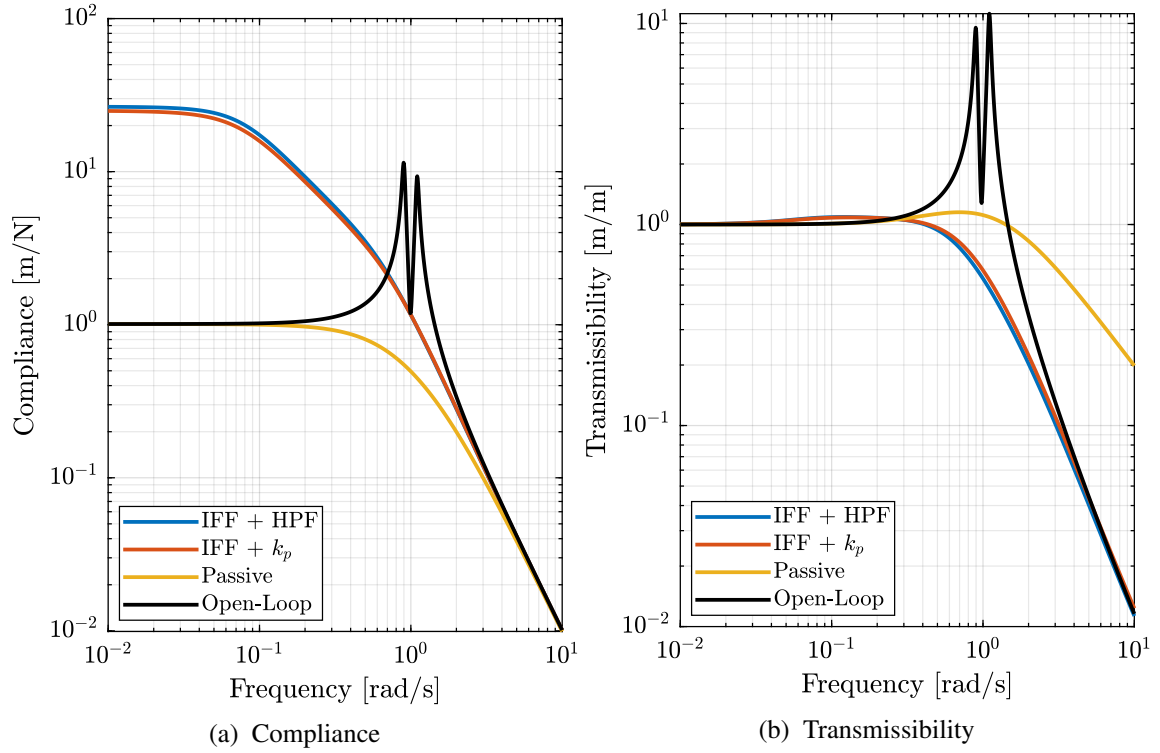 Compliance [m/N]
10^2
10^1
10^0
10^-1
10^-2
IFF + HPF
IFF + k_p
Passive
Open-Loop
10^-2 10^-1 10^0 10^1
Frequency [rad/s]
(a) Compliance
Transmissibility [m/m]
10^1
10^0
10^-1
10^-2
IFF + HPF
IFF + k_p
Passive
Open-Loop
10^-2 10^-1 10^0 10^1
Frequency [rad/s]
(b) Transmissibility